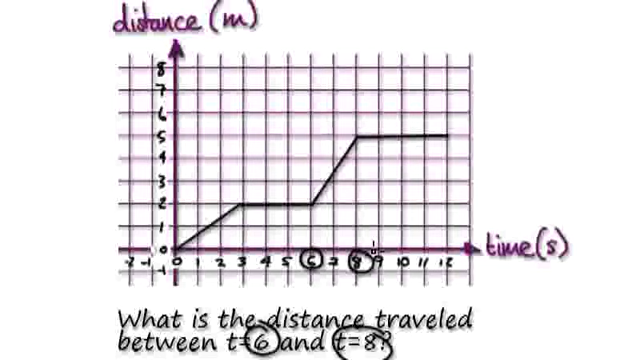 distance (m)
8
7
6
5
4
3
2
1
0
-1
-2 -1 0 1 2 3 4 5 6 7 8 9 10 11 12
time (s)
What is the distance traveled
between t=6 and t=8?